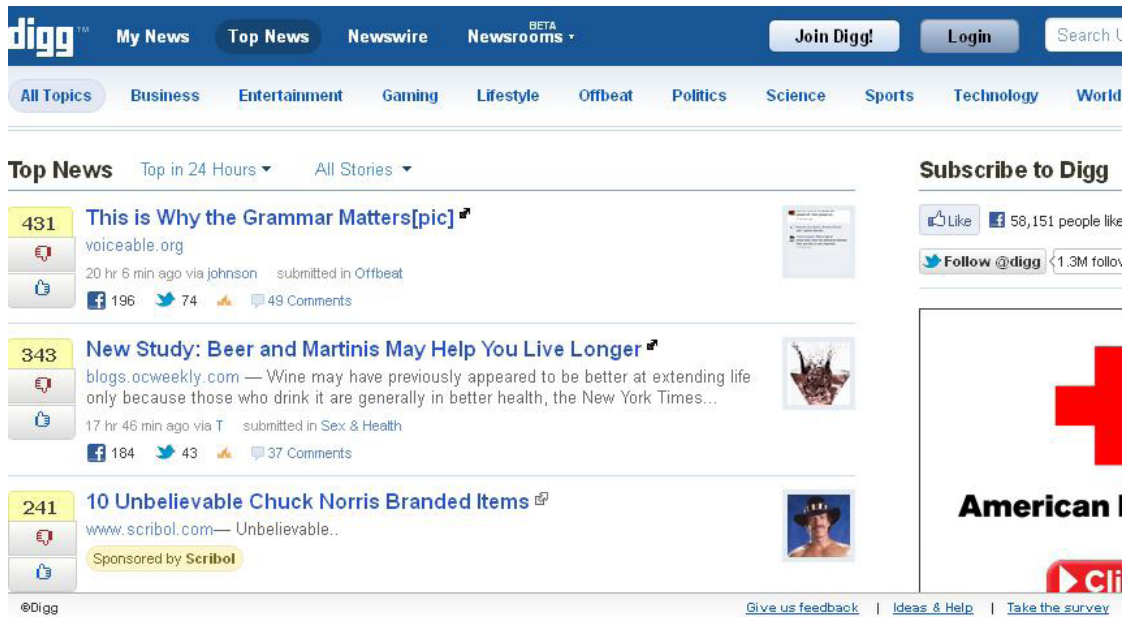 digg™ My News Top News Newswire Newsrooms BETA Join Digg! Login Search
All Topics Business Entertainment Gaming Lifestyle Offbeat Politics Science Sports Technology World
Top News Top in 24 Hours All Stories
431
This is Why the Grammar Matters[pic]
voiceable.org
20 hr 6 min ago via johnson submitted in Offbeat
196 74 49 Comments
343
New Study: Beer and Martinis May Help You Live Longer
blogs.ocweekly.com — Wine may have previously appeared to be better at extending life
only because those who drink it are generally in better health, the New York Times...
17 hr 46 min ago via T submitted in Sex & Health
184 43 37 Comments
241
10 Unbelievable Chuck Norris Branded Items
www.scribol.com— Unbelievable..
Sponsored by Scribol
Subscribe to Digg
Like 58,151 people like
Follow @digg 1.3M follov
American
Cli
©Digg Give us feedback | Ideas & Help | Take the survey